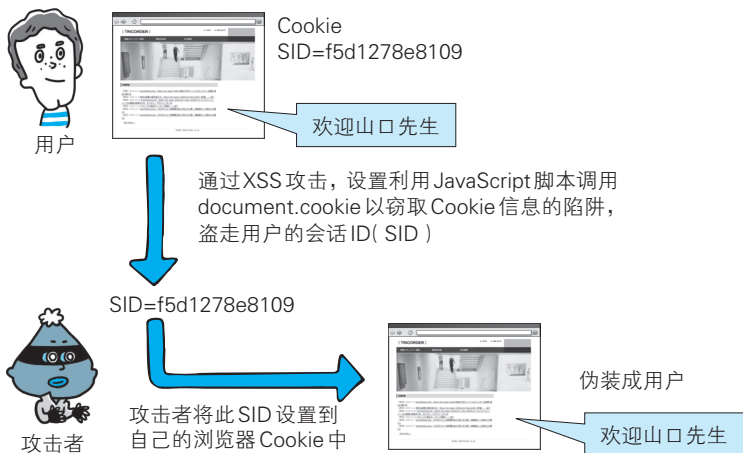 Cookie
SID=f5d1278e8109
[ TRICORDER ]
欢迎山口先生
用户
通过XSS攻击，设置利用JavaScript脚本调用
document.cookie以窃取Cookie信息的陷阱，
盗走用户的会话ID（SID）
SID=f5d1278e8109
[ TRICORDER ]
伪装成用户
攻击者将此SID设置到
自己的浏览器Cookie中
攻击者
欢迎山口先生